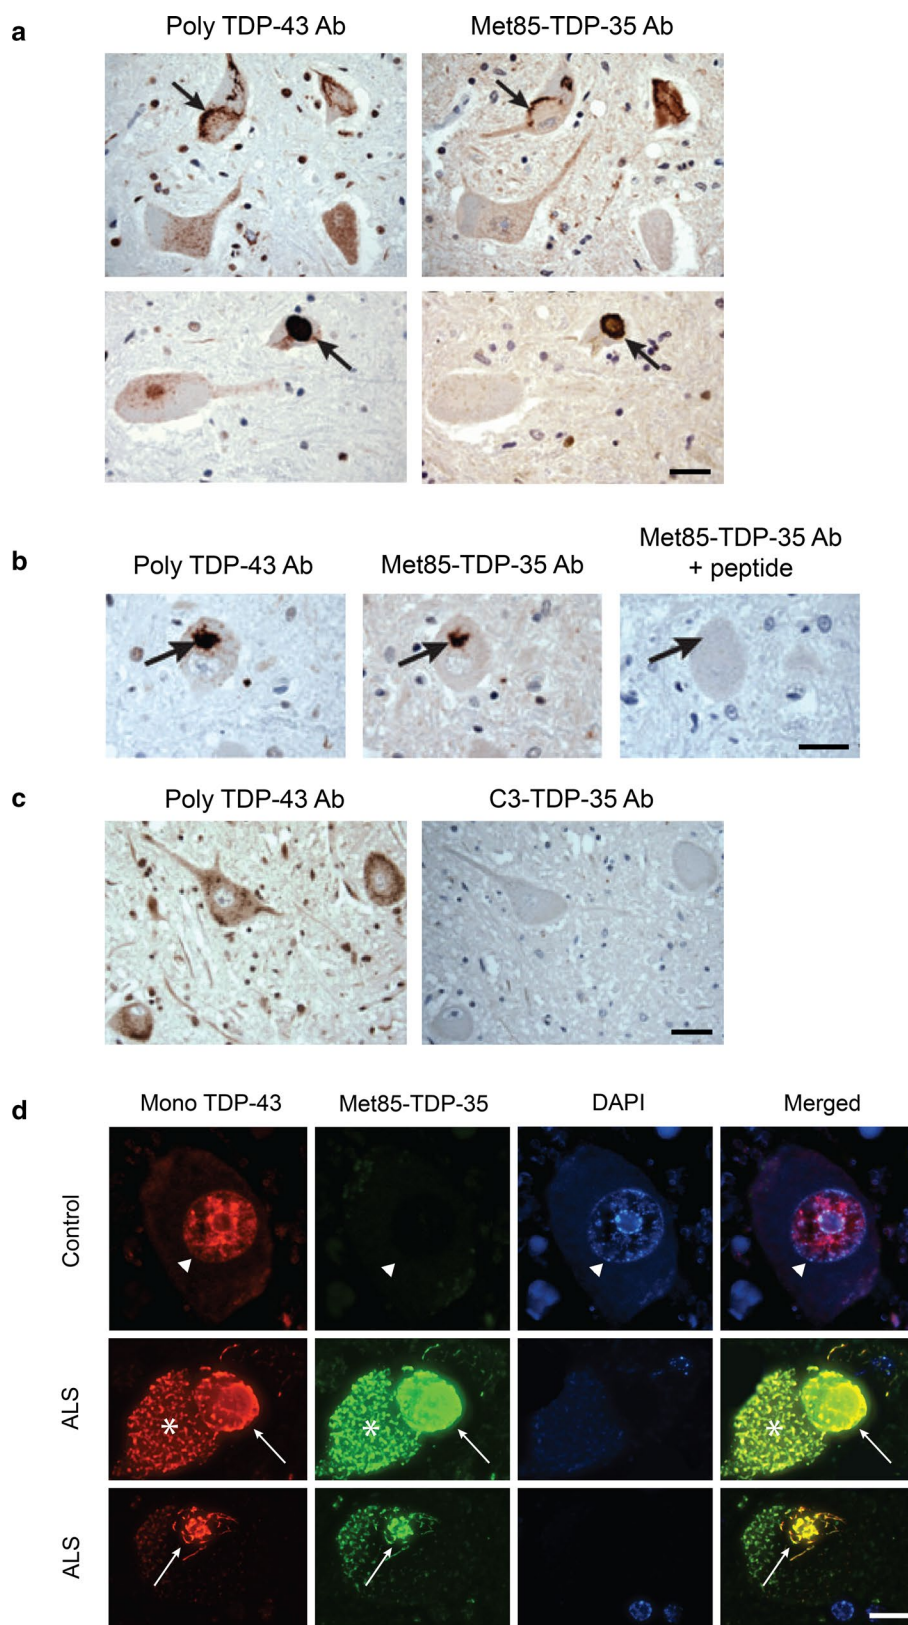 a
Poly TDP-43 Ab
Met85-TDP-35 Ab
b
Poly TDP-43 Ab
Met85-TDP-35 Ab
Met85-TDP-35 Ab
+ peptide
c
Poly TDP-43 Ab
C3-TDP-35 Ab
d
Mono TDP-43
Met85-TDP-35
DAPI
Merged
Control
*
*
*
ALS
ALS